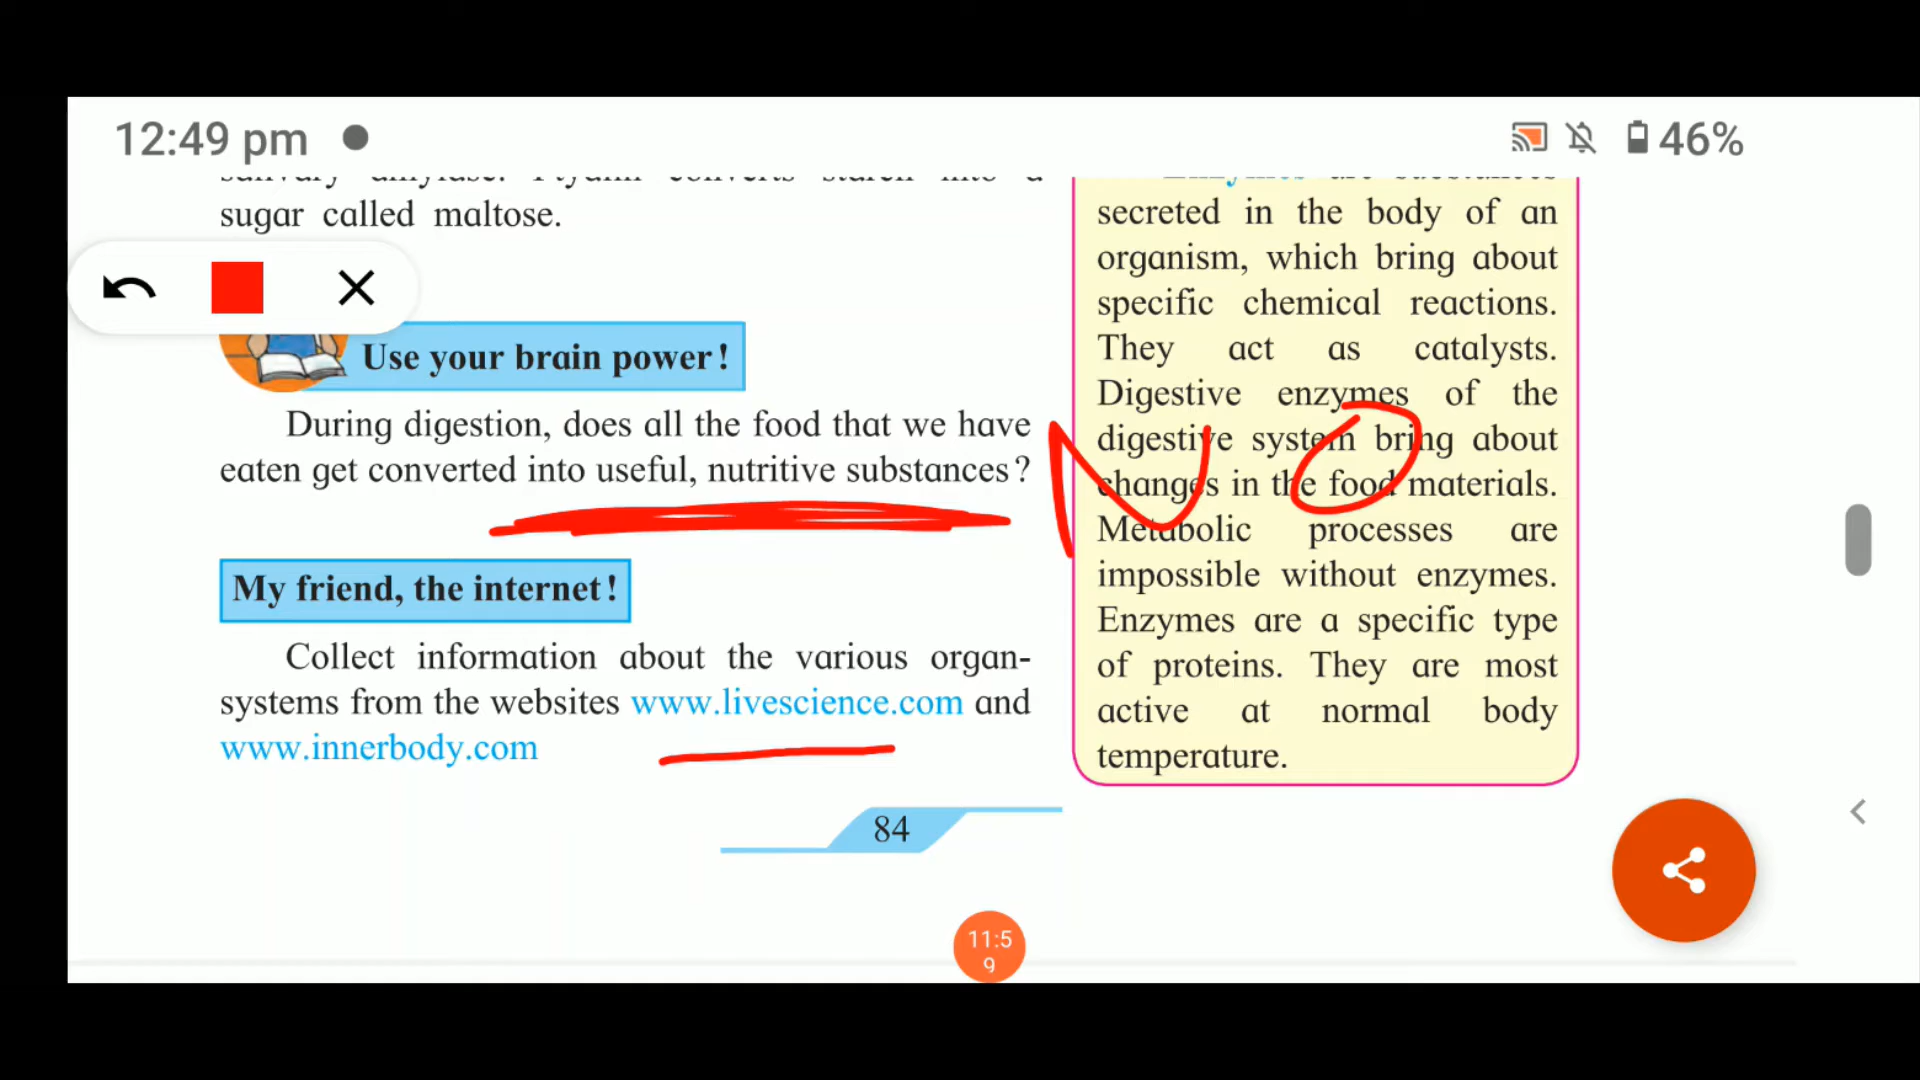 12:49 pm
46%
sugar called maltose.
Use your brain power!
During digestion, does all the food that we have
eaten get converted into useful, nutritive substances?
My friend, the internet!
Collect information about the various organ-
systems from the websites www.livescience.com and
www.innerbody.com
84
secreted in the body of an
organism, which bring about
specific chemical reactions.
They act as catalysts.
Digestive enzymes of the
digestive system bring about
changes in the food materials.
Metabolic processes are
impossible without enzymes.
Enzymes are a specific type
of proteins. They are most
active at normal body
temperature.
NO
11:5
9